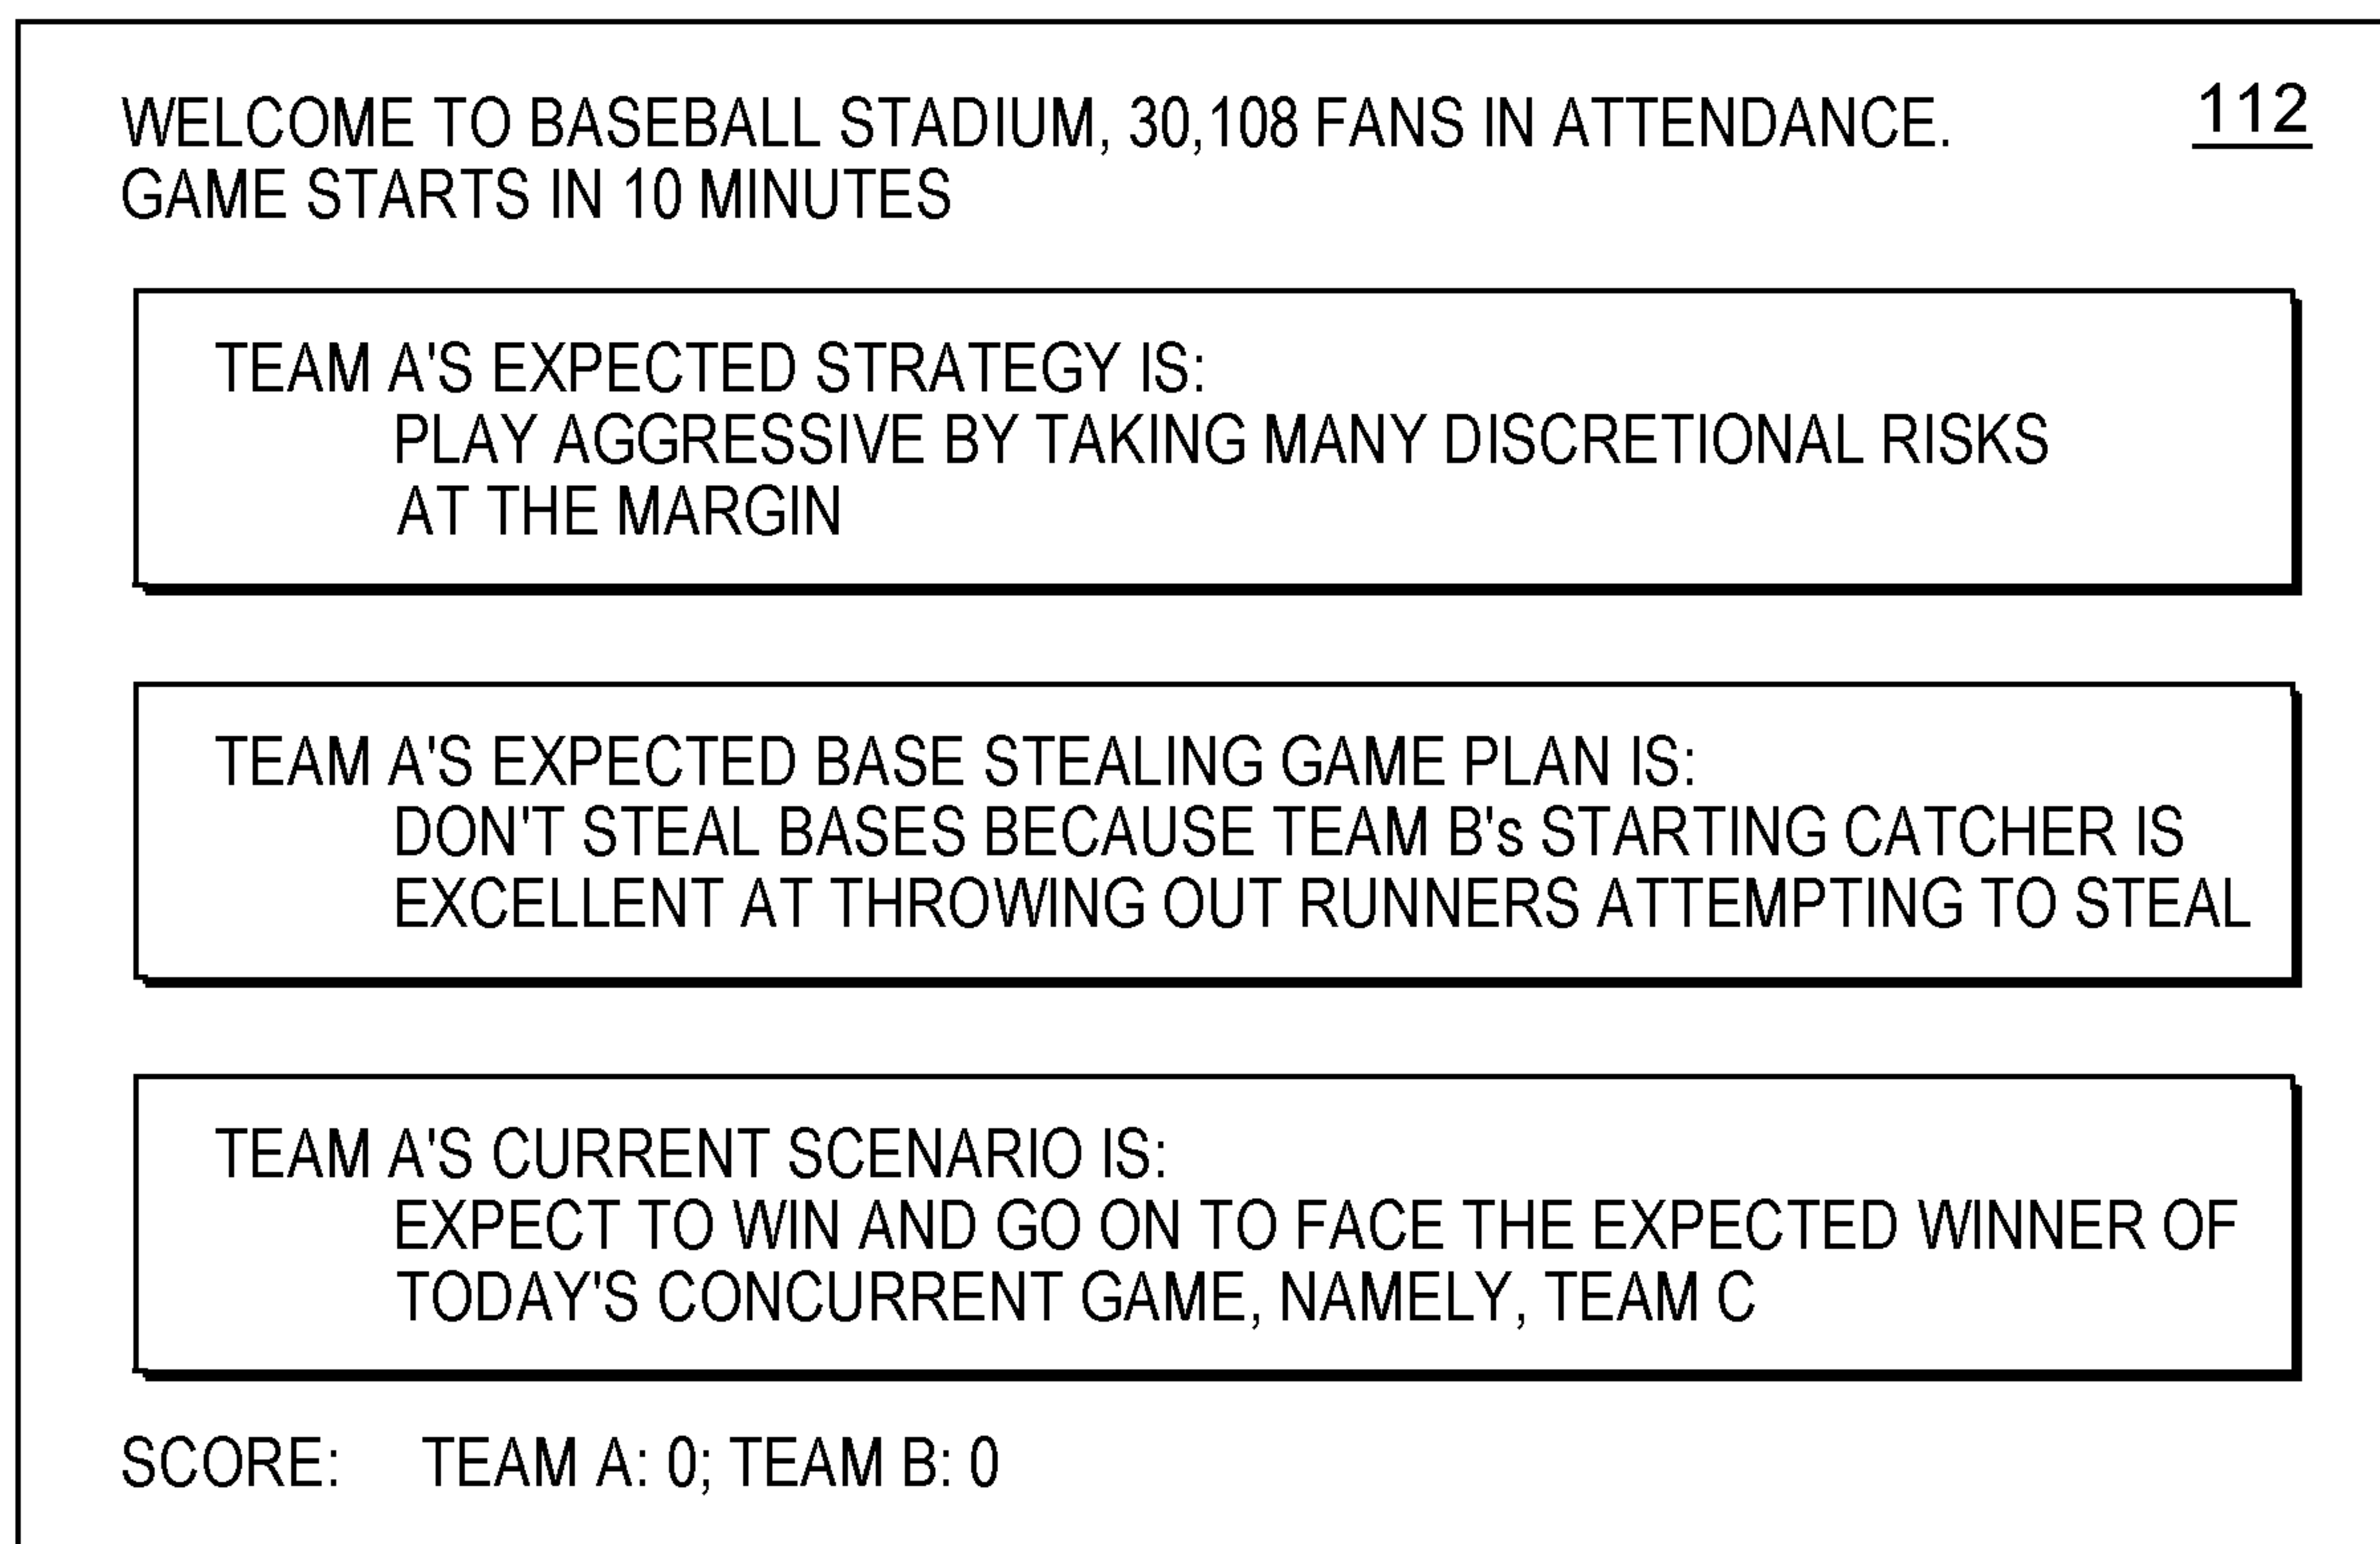 WELCOME TO BASEBALL STADIUM, 30,108 FANS IN ATTENDANCE. 112
GAME STARTS IN 10 MINUTES
TEAM A'S EXPECTED STRATEGY IS:
PLAY AGGRESSIVE BY TAKING MANY DISCRETIONAL RISKS
AT THE MARGIN
TEAM A'S EXPECTED BASE STEALING GAME PLAN IS:
DON'T STEAL BASES BECAUSE TEAM B's STARTING CATCHER IS
EXCELLENT AT THROWING OUT RUNNERS ATTEMPTING TO STEAL
TEAM A'S CURRENT SCENARIO IS:
EXPECT TO WIN AND GO ON TO FACE THE EXPECTED WINNER OF
TODAY'S CONCURRENT GAME, NAMELY, TEAM C
SCORE: TEAM A: 0; TEAM B: 0